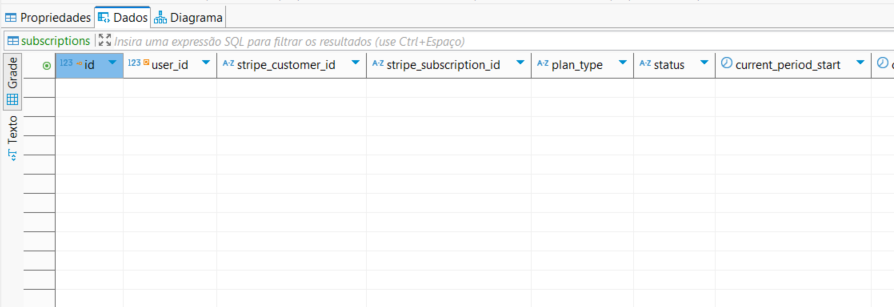 Propriedades Dados Diagrama
subscriptions Insira uma expressão SQL para filtrar os resultados (use Ctrl+Espaço)
Grade
123 id 123 user_id A-Z stripe_customer_id A-Z stripe_subscription_id A-Z plan_type A-Z status current_period_start
Texto